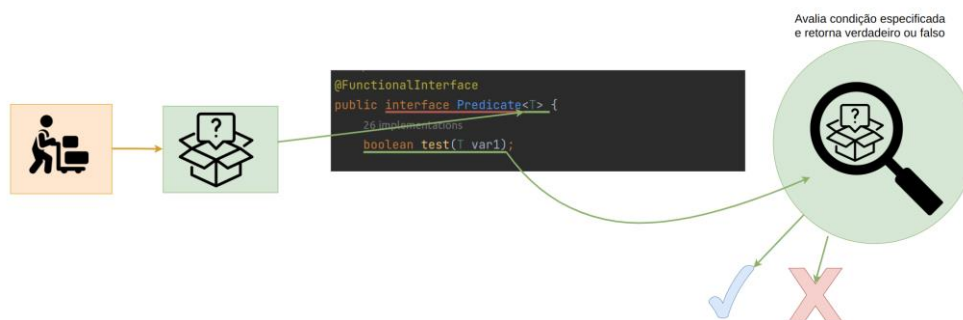 Avalia condição especificada
e retorna verdadeiro ou falso
@FunctionalInterface
public interface Predicate<T> {
26 implementations
boolean test(T var1);
?
?